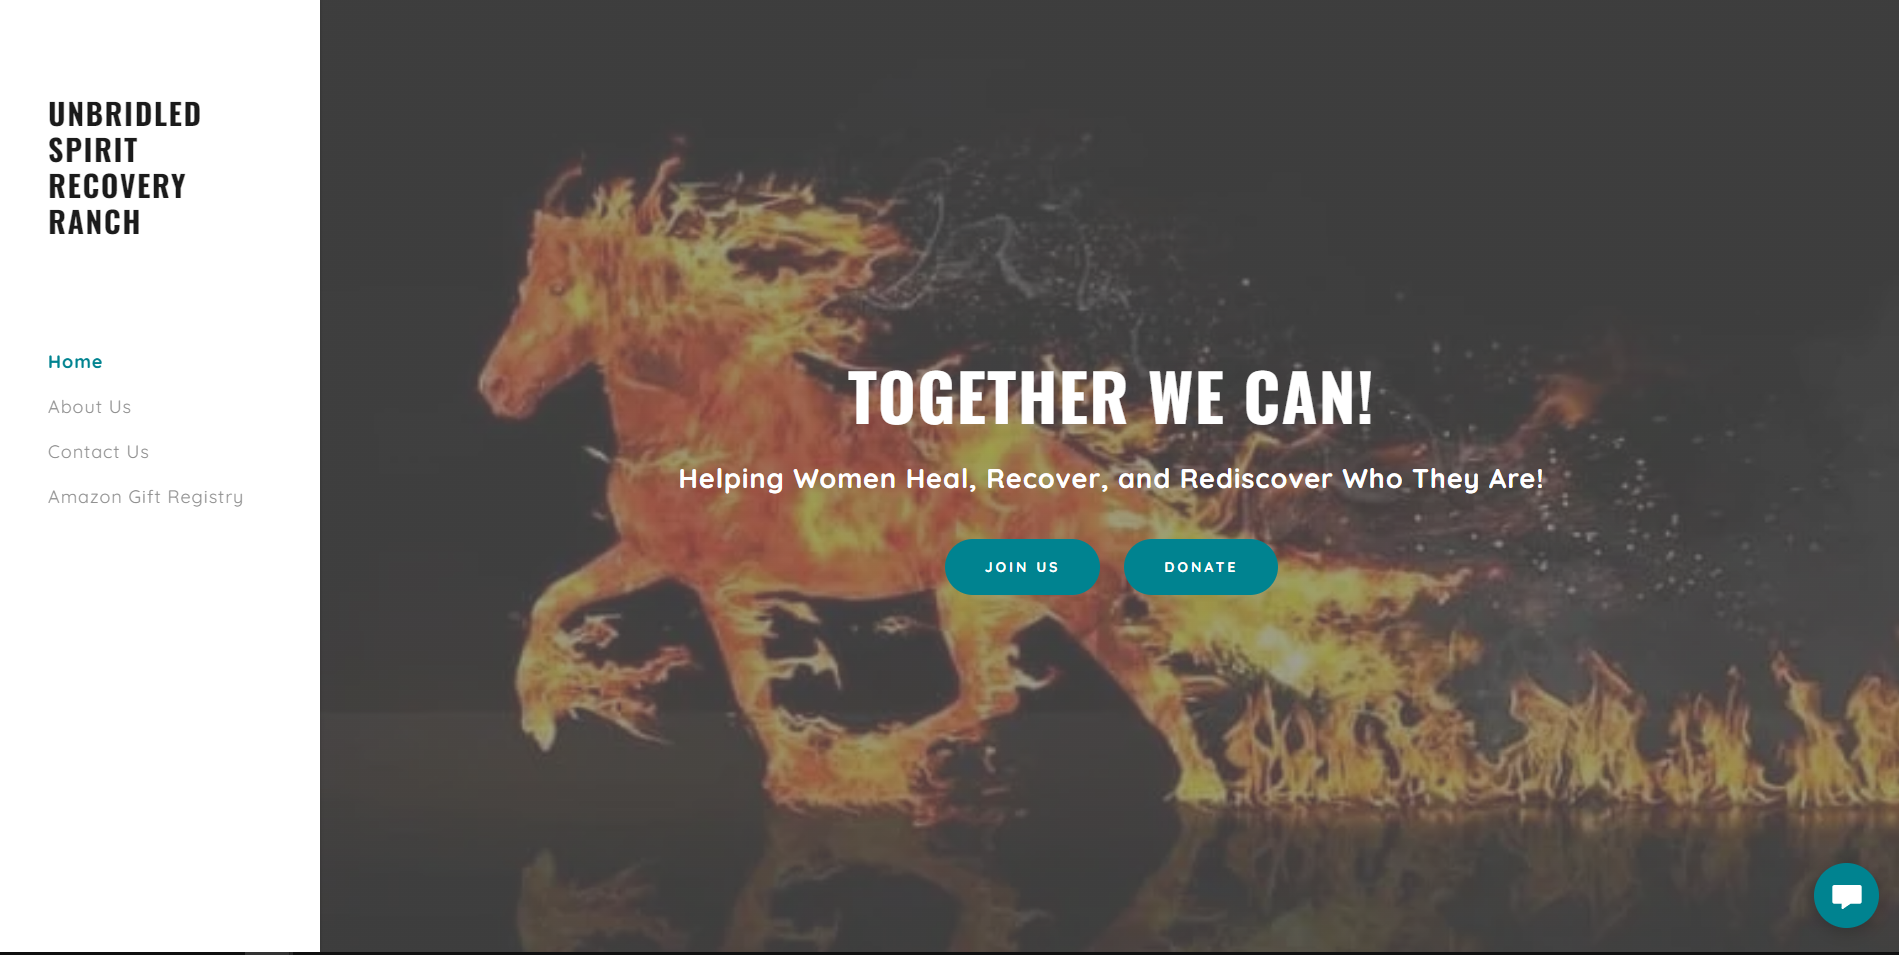 UNBRIDLED
SPIRIT
RECOVERY
RANCH
Home
About Us
Contact Us
Amazon Gift Registry
TOGETHER WE CAN!
Helping Women Heal, Recover, and Rediscover Who They Are!
JOIN US
DONATE